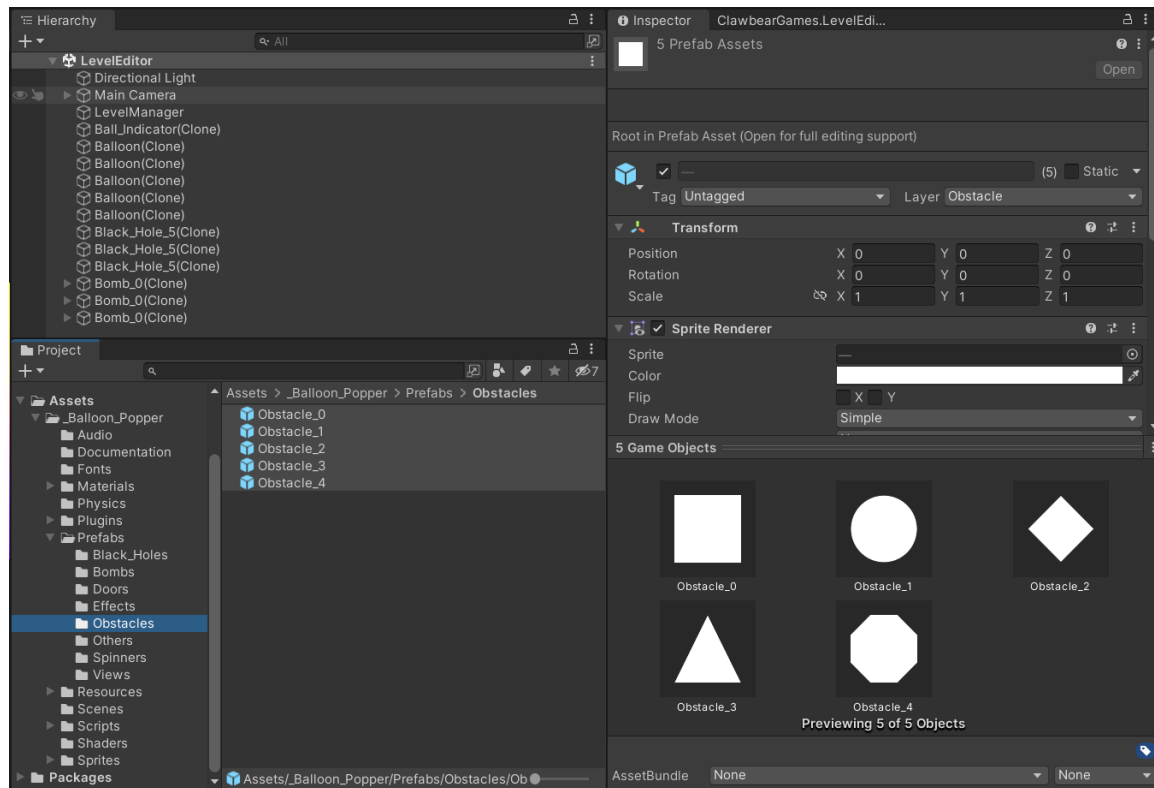 Hierarchy
All
LevelEditor
Directional Light
Main Camera
LevelManager
Ball_Indicator(Clone)
Balloon(Clone)
Balloon(Clone)
Balloon(Clone)
Balloon(Clone)
Balloon(Clone)
Black_Hole_5(Clone)
Black_Hole_5(Clone)
Black_Hole_5(Clone)
Bomb_0(Clone)
Bomb_0(Clone)
Bomb_0(Clone)
Project
7
Assets
_Balloon_Popper
Audio
Documentation
Fonts
Materials
Physics
Plugins
Prefabs
Black_Holes
Bombs
Doors
Effects
Obstacles
Others
Spinners
Views
Resources
Scenes
Scripts
Shaders
Sprites
Packages
Assets > _Balloon_Popper > Prefabs > Obstacles
Obstacle_0
Obstacle_1
Obstacle_2
Obstacle_3
Obstacle_4
Assets/_Balloon_Popper/Prefabs/Obstacles/Ob
Inspector ClawbearGames.LevelEdi...
5 Prefab Assets
Open
Root in Prefab Asset (Open for full editing support)
— (5) Static
Tag Untagged Layer Obstacle
Transform
Position X 0 Y 0 Z 0
Rotation X 0 Y 0 Z 0
Scale X 1 Y 1 Z 1
Sprite Renderer
Sprite —
Color
Flip X Y
Draw Mode Simple
5 Game Objects
Obstacle_0 Obstacle_1 Obstacle_2
Obstacle_3 Obstacle_4
Previewing 5 of 5 Objects
AssetBundle None None